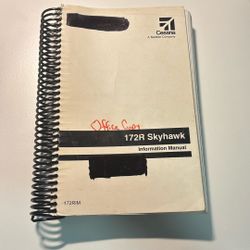 Cessna
A Textron Company
Office Copy
172R Skyhawk
Information Manual
172RIM